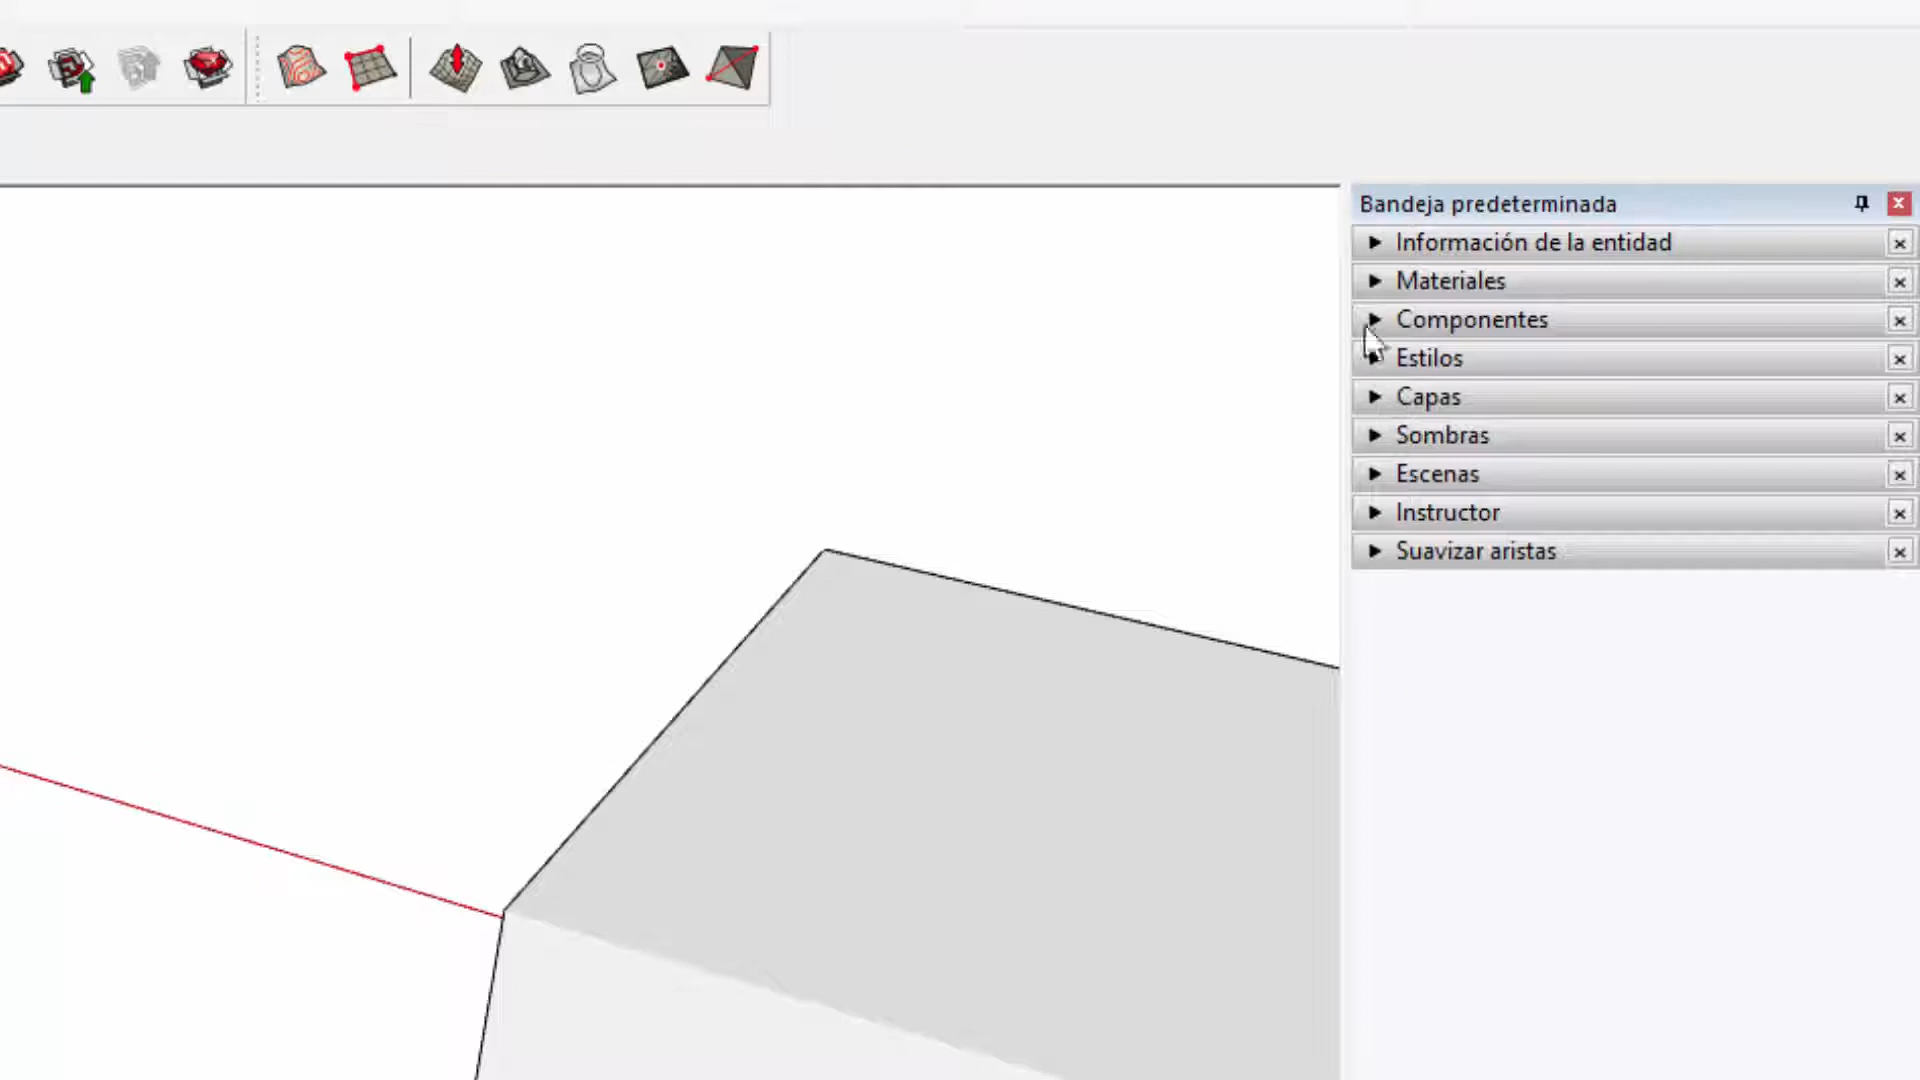 Bandeja predeterminada
Información de la entidad
Materiales
Componentes
Estilos
Capas
Sombras
Escenas
Instructor
Suavizar aristas